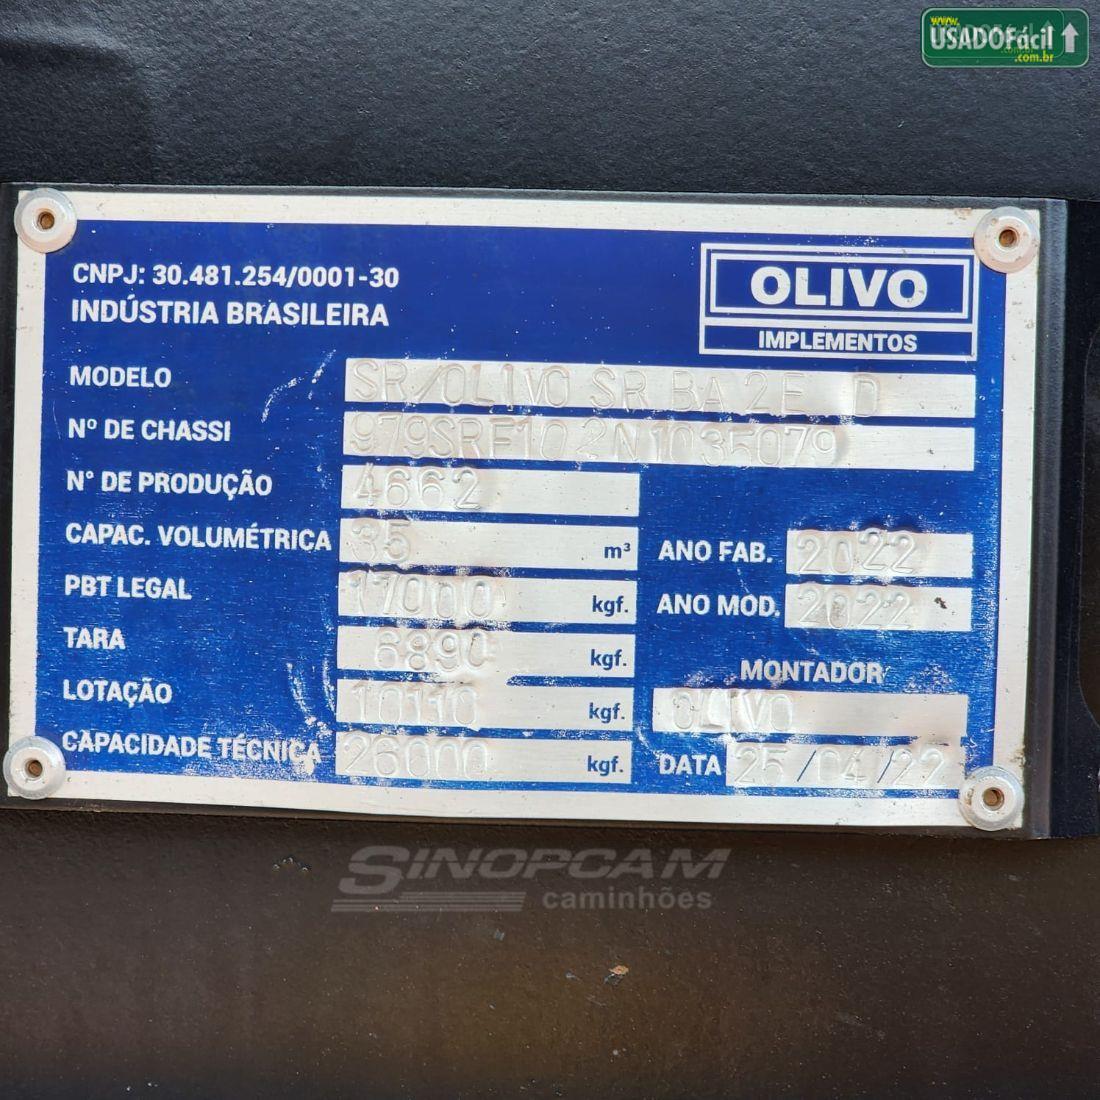 www.
USADOFácil
.com.br
CNPJ: 30.481.254/0001-30
INDÚSTRIA BRASILEIRA
OLIVO
IMPLEMENTOS
MODELO SR/OLIVO SR BA 2E D
Nº DE CHASSI 979SRF102N1035079
N° DE PRODUÇÃO 4662
CAPAC. VOLUMÉTRICA 35 m³ ANO FAB. 2022
PBT LEGAL 17000 kgf. ANO MOD. 2022
TARA 6890 kgf.
MONTADOR
LOTAÇÃO 10110 kgf. OLIVO
CAPACIDADE TÉCNICA 26000 kgf. DATA 25/04/22
SINOPCAM
caminhões